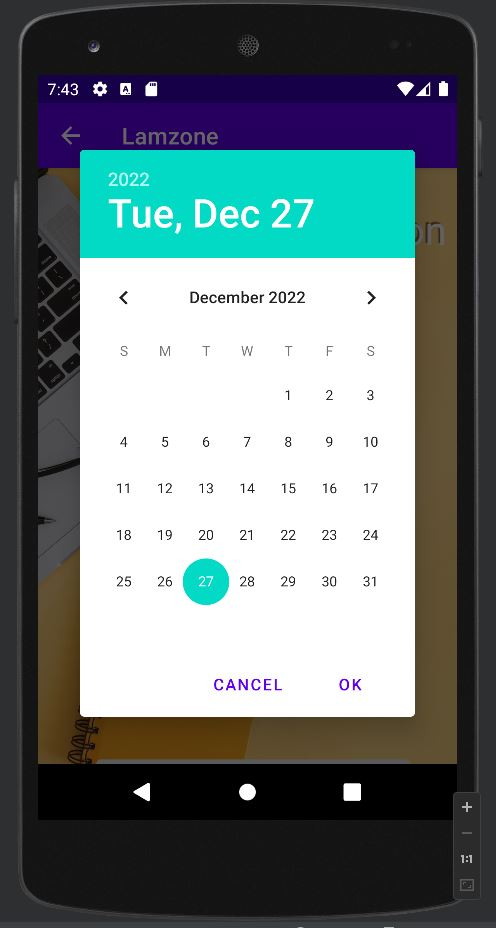 7:43
Lamzone
2022
Tue, Dec 27
December 2022
S M T W T F S
1 2 3
4 5 6 7 8 9 10
11 12 13 14 15 16 17
18 19 20 21 22 23 24
25 26 27 28 29 30 31
CANCEL OK
1:1